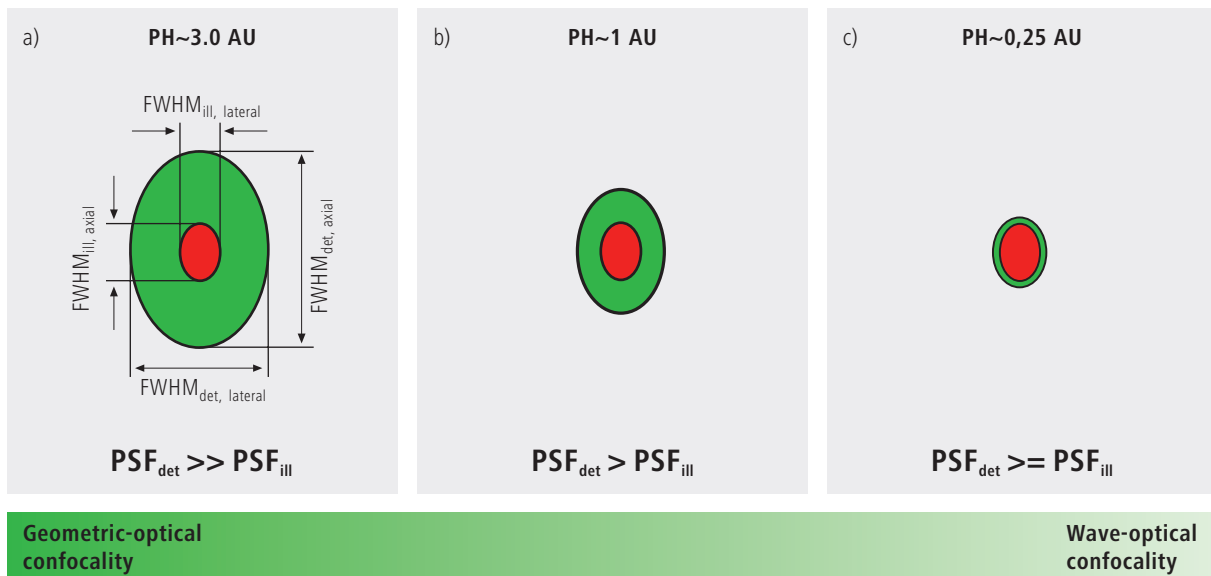 a) PH~3.0 AU
FWHMill, lateral
FWHMill, axial
FWHMdet, axial
FWHMdet, lateral
PSFdet >> PSFill
b) PH~1 AU
PSFdet > PSFill
c) PH~0,25 AU
PSFdet >= PSFill
Geometric-optical
confocality
Wave-optical
confocality